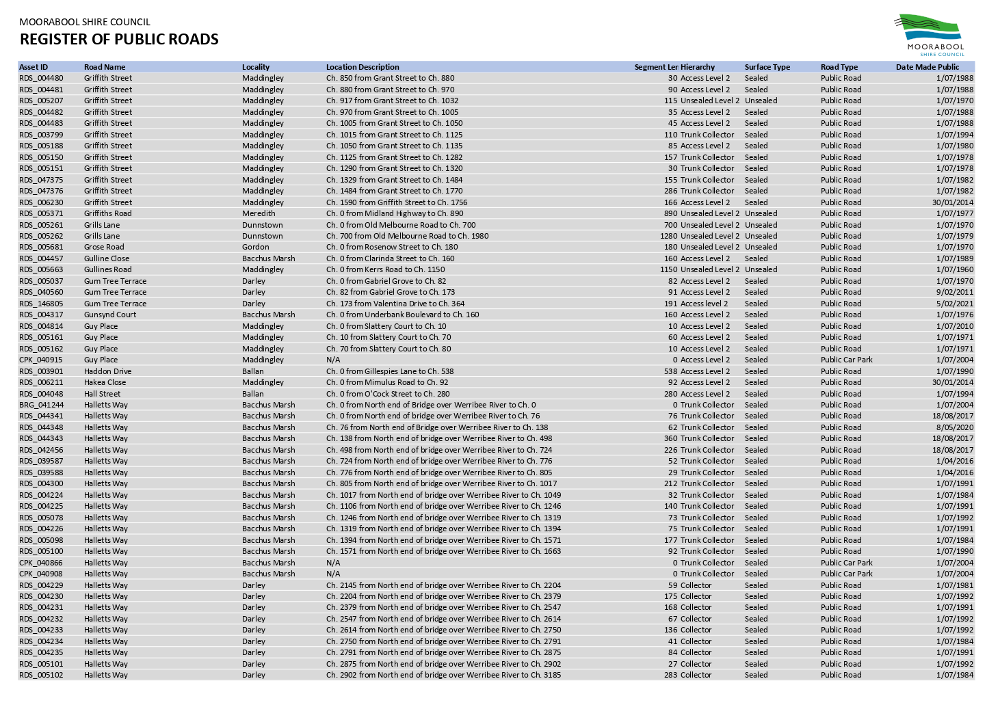 MOORABOOL SHIRE COUNCIL
REGISTER OF PUBLIC ROADS
MOORABOOL
SHIRE COUNCIL
Asset ID Road Name Locality Location Description Segment Len Hierarchy Surface Type Road Type Date Made Public
RDS_004480 Griffith Street Maddingley Ch. 850 from Grant Street to Ch. 880 30 Access Level 2 Sealed Public Road 1/07/1988
RDS_004481 Griffith Street Maddingley Ch. 880 from Grant Street to Ch. 970 90 Access Level 2 Sealed Public Road 1/07/1988
RDS_005207 Griffith Street Maddingley Ch. 917 from Grant Street to Ch. 1032 115 Unsealed Level 2 Unsealed Public Road 1/07/1970
RDS_004482 Griffith Street Maddingley Ch. 970 from Grant Street to Ch. 1005 35 Access Level 2 Sealed Public Road 1/07/1988
RDS_004483 Griffith Street Maddingley Ch. 1005 from Grant Street to Ch. 1050 45 Access Level 2 Sealed Public Road 1/07/1988
RDS_003799 Griffith Street Maddingley Ch. 1015 from Grant Street to Ch. 1125 110 Trunk Collector Sealed Public Road 1/07/1994
RDS_005188 Griffith Street Maddingley Ch. 1050 from Grant Street to Ch. 1135 85 Access Level 2 Sealed Public Road 1/07/1980
RDS_005150 Griffith Street Maddingley Ch. 1125 from Grant Street to Ch. 1282 157 Trunk Collector Sealed Public Road 1/07/1978
RDS_005151 Griffith Street Maddingley Ch. 1290 from Grant Street to Ch. 1320 30 Trunk Collector Sealed Public Road 1/07/1978
RDS_047375 Griffith Street Maddingley Ch. 1329 from Grant Street to Ch. 1484 155 Trunk Collector Sealed Public Road 1/07/1982
RDS_047376 Griffith Street Maddingley Ch. 1484 from Grant Street to Ch. 1770 286 Trunk Collector Sealed Public Road 1/07/1982
RDS_006230 Griffith Street Maddingley Ch. 1590 from Griffith Street to Ch. 1756 166 Access Level 2 Sealed Public Road 30/01/2014
RDS_005371 Griffiths Road Meredith Ch. 0 from Midland Highway to Ch. 890 890 Unsealed Level 2 Unsealed Public Road 1/07/1977
RDS_005261 Grills Lane Dunnstown Ch. 0 from Old Melbourne Road to Ch. 700 700 Unsealed Level 2 Unsealed Public Road 1/07/1970
RDS_005262 Grills Lane Dunnstown Ch. 700 from Old Melbourne Road to Ch. 1980 1280 Unsealed Level 2 Unsealed Public Road 1/07/1979
RDS_005681 Grose Road Gordon Ch. 0 from Rosenow Street to Ch. 180 180 Unsealed Level 2 Unsealed Public Road 1/07/1970
RDS_004457 Gulline Close Bacchus Marsh Ch. 0 from Clarinda Street to Ch. 160 160 Access Level 2 Sealed Public Road 1/07/1989
RDS_005663 Gullines Road Maddingley Ch. 0 from Kerrs Road to Ch. 1150 1150 Unsealed Level 2 Unsealed Public Road 1/07/1960
RDS_005037 Gum Tree Terrace Darley Ch. 0 from Gabriel Grove to Ch. 82 82 Access Level 2 Sealed Public Road 1/07/1970
RDS_040560 Gum Tree Terrace Darley Ch. 82 from Gabriel Grove to Ch. 173 91 Access Level 2 Sealed Public Road 9/02/2011
RDS_146805 Gum Tree Terrace Darley Ch. 173 from Valentina Drive to Ch. 364 191 Access level 2 Sealed Public Road 5/02/2021
RDS_004317 Gunsynd Court Bacchus Marsh Ch. 0 from Underbank Boulevard to Ch. 160 160 Access Level 2 Sealed Public Road 1/07/1976
RDS_004814 Guy Place Maddingley Ch. 0 from Slattery Court to Ch. 10 10 Access Level 2 Sealed Public Road 1/07/2010
RDS_005161 Guy Place Maddingley Ch. 10 from Slattery Court to Ch. 70 60 Access Level 2 Sealed Public Road 1/07/1971
RDS_005162 Guy Place Maddingley Ch. 70 from Slattery Court to Ch. 80 10 Access Level 2 Sealed Public Road 1/07/1971
CPK_040915 Guy Place Maddingley N/A 0 Access Level 2 Sealed Public Car Park 1/07/2004
RDS_003901 Haddon Drive Ballan Ch. 0 from Gillespies Lane to Ch. 538 538 Access Level 2 Sealed Public Road 1/07/1990
RDS_006211 Hakea Close Maddingley Ch. 0 from Mimulus Road to Ch. 92 92 Access Level 2 Sealed Public Road 30/01/2014
RDS_004048 Hall Street Ballan Ch. 0 from O'Cock Street to Ch. 280 280 Access Level 2 Sealed Public Road 1/07/1994
BRG_041244 Halletts Way Bacchus Marsh Ch. 0 from North end of Bridge over Werribee River to Ch. 0 0 Trunk Collector Sealed Public Road 1/07/2004
RDS_044341 Halletts Way Bacchus Marsh Ch. 0 from North end of bridge over Werribee River to Ch. 76 76 Trunk Collector Sealed Public Road 18/08/2017
RDS_044348 Halletts Way Bacchus Marsh Ch. 76 from North end of Bridge over Werribee River to Ch. 138 62 Trunk Collector Sealed Public Road 8/05/2020
RDS_044343 Halletts Way Bacchus Marsh Ch. 138 from North end of bridge over Werribee River to Ch. 498 360 Trunk Collector Sealed Public Road 18/08/2017
RDS_042456 Halletts Way Bacchus Marsh Ch. 498 from North end of bridge over Werribee River to Ch. 724 226 Trunk Collector Sealed Public Road 18/08/2017
RDS_039587 Halletts Way Bacchus Marsh Ch. 724 from North end of bridge over Werribee River to Ch. 776 52 Trunk Collector Sealed Public Road 1/04/2016
RDS_039588 Halletts Way Bacchus Marsh Ch. 776 from North end of bridge over Werribee River to Ch. 805 29 Trunk Collector Sealed Public Road 1/04/2016
RDS_004300 Halletts Way Bacchus Marsh Ch. 805 from North end of bridge over Werribee River to Ch. 1017 212 Trunk Collector Sealed Public Road 1/07/1991
RDS_004224 Halletts Way Bacchus Marsh Ch. 1017 from North end of bridge over Werribee River to Ch. 1049 32 Trunk Collector Sealed Public Road 1/07/1984
RDS_004225 Halletts Way Bacchus Marsh Ch. 1106 from North end of bridge over Werribee River to Ch. 1246 140 Trunk Collector Sealed Public Road 1/07/1991
RDS_005078 Halletts Way Bacchus Marsh Ch. 1246 from North end of bridge over Werribee River to Ch. 1319 73 Trunk Collector Sealed Public Road 1/07/1992
RDS_004226 Halletts Way Bacchus Marsh Ch. 1319 from North end of bridge over Werribee River to Ch. 1394 75 Trunk Collector Sealed Public Road 1/07/1991
RDS_005098 Halletts Way Bacchus Marsh Ch. 1394 from North end of bridge over Werribee River to Ch. 1571 177 Trunk Collector Sealed Public Road 1/07/1984
RDS_005100 Halletts Way Bacchus Marsh Ch. 1571 from North end of bridge over Werribee River to Ch. 1663 92 Trunk Collector Sealed Public Road 1/07/1990
CPK_040866 Halletts Way Bacchus Marsh N/A 0 Trunk Collector Sealed Public Car Park 1/07/2004
CPK_040908 Halletts Way Bacchus Marsh N/A 0 Trunk Collector Sealed Public Car Park 1/07/2004
RDS_004229 Halletts Way Darley Ch. 2145 from North end of bridge over Werribee River to Ch. 2204 59 Collector Sealed Public Road 1/07/1981
RDS_004230 Halletts Way Darley Ch. 2204 from North end of bridge over Werribee River to Ch. 2379 175 Collector Sealed Public Road 1/07/1992
RDS_004231 Halletts Way Darley Ch. 2379 from North end of bridge over Werribee River to Ch. 2547 168 Collector Sealed Public Road 1/07/1991
RDS_004232 Halletts Way Darley Ch. 2547 from North end of bridge over Werribee River to Ch. 2614 67 Collector Sealed Public Road 1/07/1992
RDS_004233 Halletts Way Darley Ch. 2614 from North end of bridge over Werribee River to Ch. 2750 136 Collector Sealed Public Road 1/07/1992
RDS_004234 Halletts Way Darley Ch. 2750 from North end of bridge over Werribee River to Ch. 2791 41 Collector Sealed Public Road 1/07/1984
RDS_004235 Halletts Way Darley Ch. 2791 from North end of bridge over Werribee River to Ch. 2875 84 Collector Sealed Public Road 1/07/1991
RDS_005101 Halletts Way Darley Ch. 2875 from North end of bridge over Werribee River to Ch. 2902 27 Collector Sealed Public Road 1/07/1992
RDS_005102 Halletts Way Darley Ch. 2902 from North end of bridge over Werribee River to Ch. 3185 283 Collector Sealed Public Road 1/07/1984